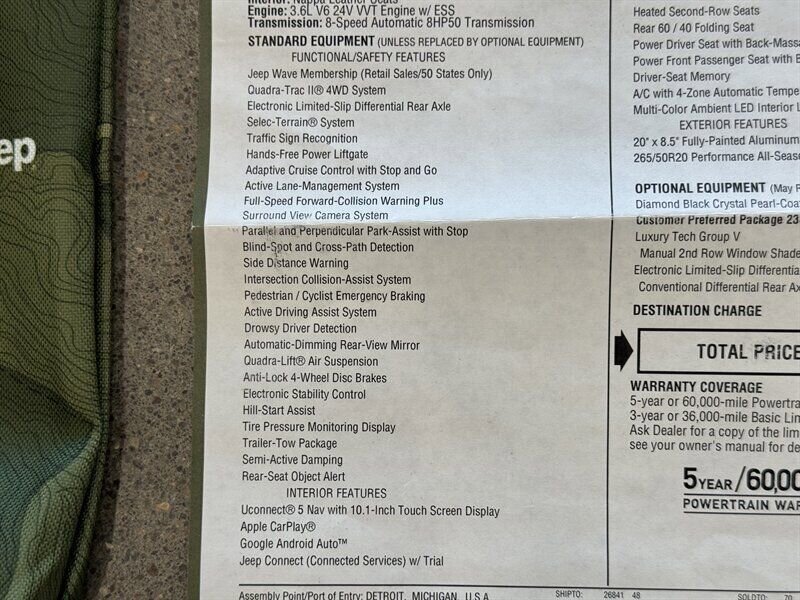 ep
Interior: Nappa Leather Seats
Engine: 3.6L V6 24V VVT Engine w/ ESS
Transmission: 8-Speed Automatic 8HP50 Transmission
STANDARD EQUIPMENT (UNLESS REPLACED BY OPTIONAL EQUIPMENT)
FUNCTIONAL/SAFETY FEATURES
Jeep Wave Membership (Retail Sales/50 States Only)
Quadra-Trac II® 4WD System
Electronic Limited-Slip Differential Rear Axle
Selec-Terrain® System
Traffic Sign Recognition
Hands-Free Power Liftgate
Adaptive Cruise Control with Stop and Go
Active Lane-Management System
Full-Speed Forward-Collision Warning Plus
Surround View Camera System
Parallel and Perpendicular Park-Assist with Stop
Blind-Spot and Cross-Path Detection
Side Distance Warning
Intersection Collision-Assist System
Pedestrian / Cyclist Emergency Braking
Active Driving Assist System
Drowsy Driver Detection
Automatic-Dimming Rear-View Mirror
Quadra-Lift® Air Suspension
Anti-Lock 4-Wheel Disc Brakes
Electronic Stability Control
Hill-Start Assist
Tire Pressure Monitoring Display
Trailer-Tow Package
Semi-Active Damping
Rear-Seat Object Alert
INTERIOR FEATURES
Uconnect® 5 Nav with 10.1-Inch Touch Screen Display
Apple CarPlay®
Google Android Auto™
Jeep Connect (Connected Services) w/ Trial
Assembly Point/Port of Entry: DETROIT, MICHIGAN, U.S.A.
SHIPTO: 26841 48
SOLDTO: 70
Heated Second-Row Seats
Rear 60 / 40 Folding Seat
Power Driver Seat with Back-Massa
Power Front Passenger Seat with B
Driver-Seat Memory
A/C with 4-Zone Automatic Tempe
Multi-Color Ambient LED Interior L
EXTERIOR FEATURES
20" x 8.5" Fully-Painted Aluminum
265/50R20 Performance All-Seaso
OPTIONAL EQUIPMENT (May R
Diamond Black Crystal Pearl-Coa
Customer Preferred Package 23
Luxury Tech Group V
Manual 2nd Row Window Shade
Electronic Limited-Slip Differentia
Conventional Differential Rear Ax
DESTINATION CHARGE
TOTAL PRICE
WARRANTY COVERAGE
5-year or 60,000-mile Powertra
3-year or 36,000-mile Basic Lim
Ask Dealer for a copy of the lim
see your owner's manual for de
5 YEAR/60,00
POWERTRAIN WAR